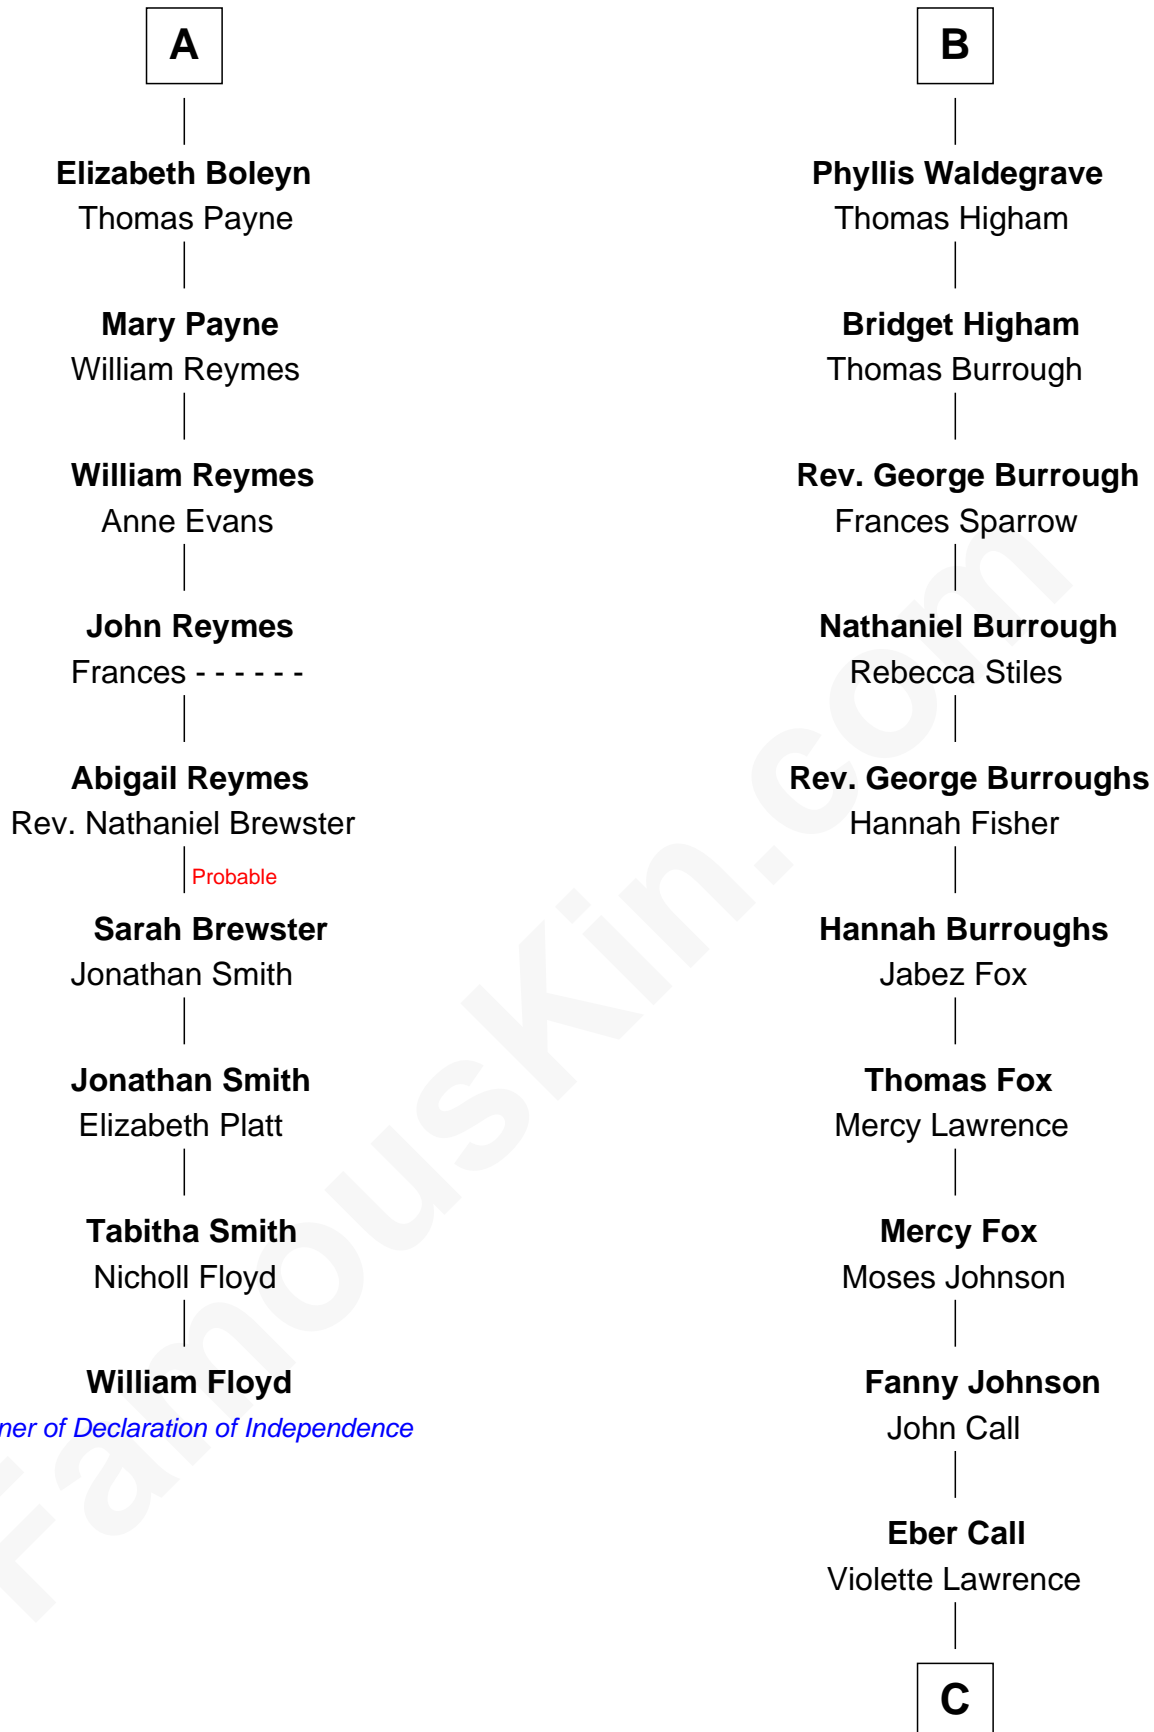 A
Elizabeth Boleyn
Thomas Payne
Mary Payne
William Reymes
William Reymes
Anne Evans
John Reymes
Frances - - - - - -
Abigail Reymes
Rev. Nathaniel Brewster
Probable
Sarah Brewster
Jonathan Smith
Jonathan Smith
Elizabeth Platt
Tabitha Smith
Nicholl Floyd
William Floyd
ner of Declaration of Independence
B
Phyllis Waldegrave
Thomas Higham
Bridget Higham
Thomas Burrough
Rev. George Burrough
Frances Sparrow
Nathaniel Burrough
Rebecca Stiles
Rev. George Burroughs
Hannah Fisher
Hannah Burroughs
Jabez Fox
Thomas Fox
Mercy Lawrence
Mercy Fox
Moses Johnson
Fanny Johnson
John Call
Eber Call
Violette Lawrence
C
FamousKin.com